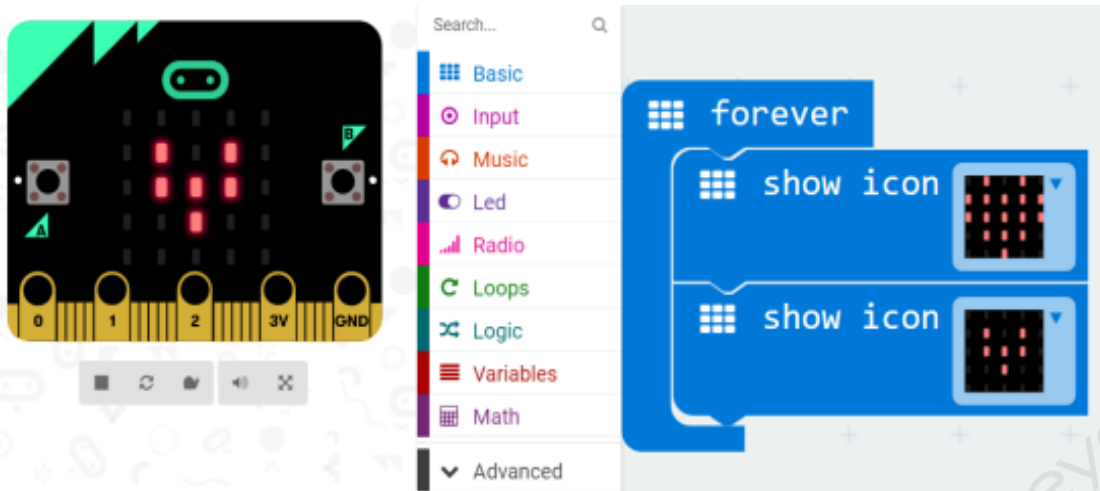 B
A
0 1 2 3V GND
Search...
Basic
Input
Music
Led
Radio
Loops
Logic
Variables
Math
Advanced
forever
show icon
show icon